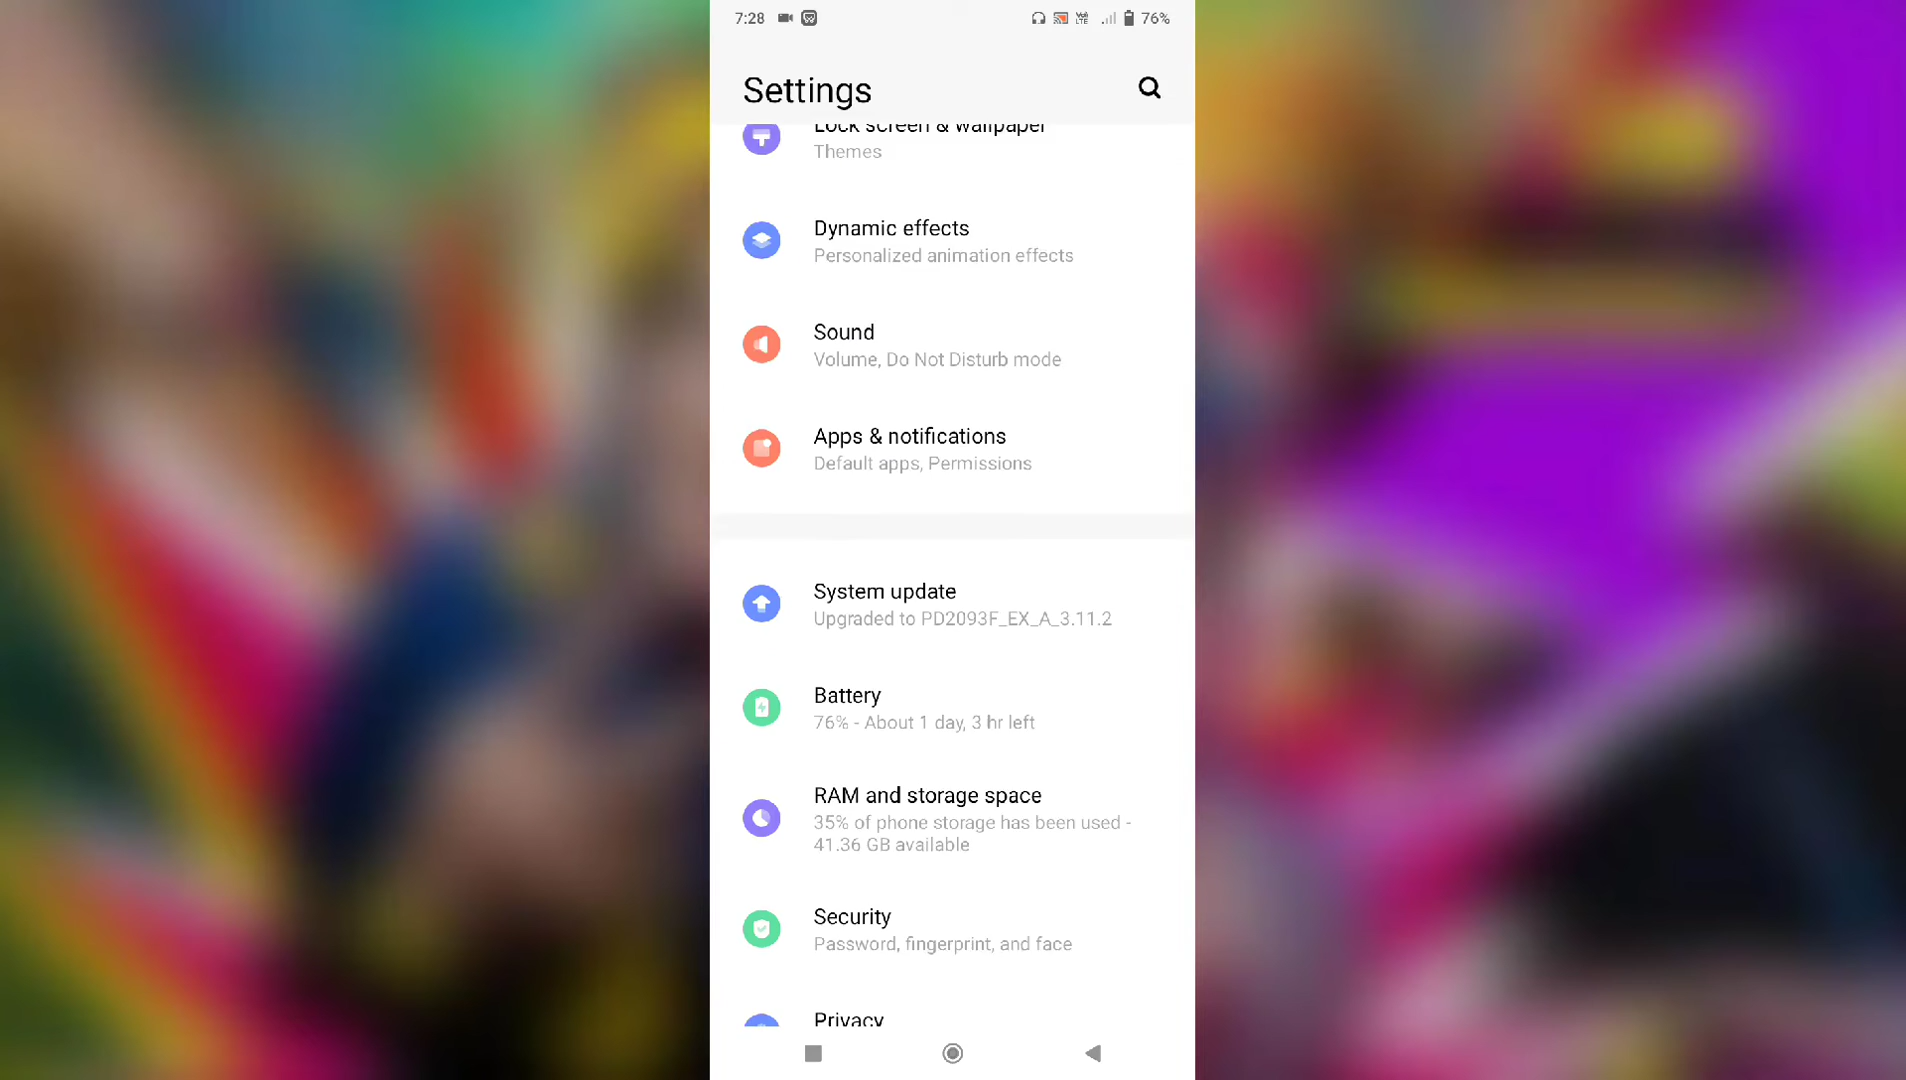 7:28
76%
Settings
Lock screen & wallpaper
Themes
Dynamic effects
Personalized animation effects
Sound
Volume, Do Not Disturb mode
Apps & notifications
Default apps, Permissions
System update
Upgraded to PD2093F_EX_A_3.11.2
Battery
76% - About 1 day, 3 hr left
RAM and storage space
35% of phone storage has been used -
41.36 GB available
Security
Password, fingerprint, and face
Privacy